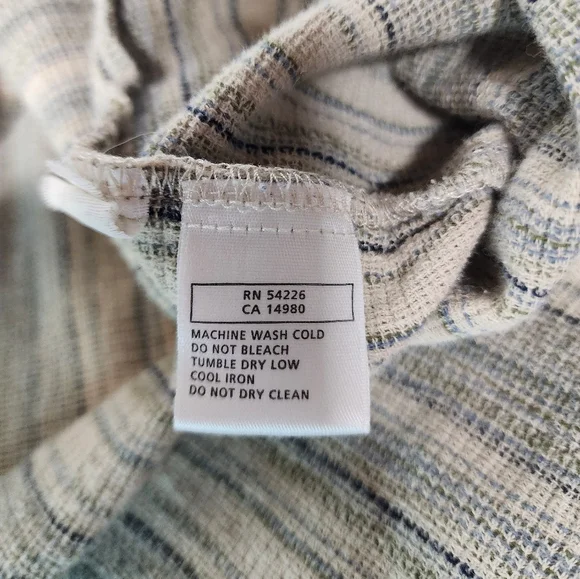 RN 54226
CA 14980
MACHINE WASH COLD
DO NOT BLEACH
TUMBLE DRY LOW
COOL IRON
DO NOT DRY CLEAN